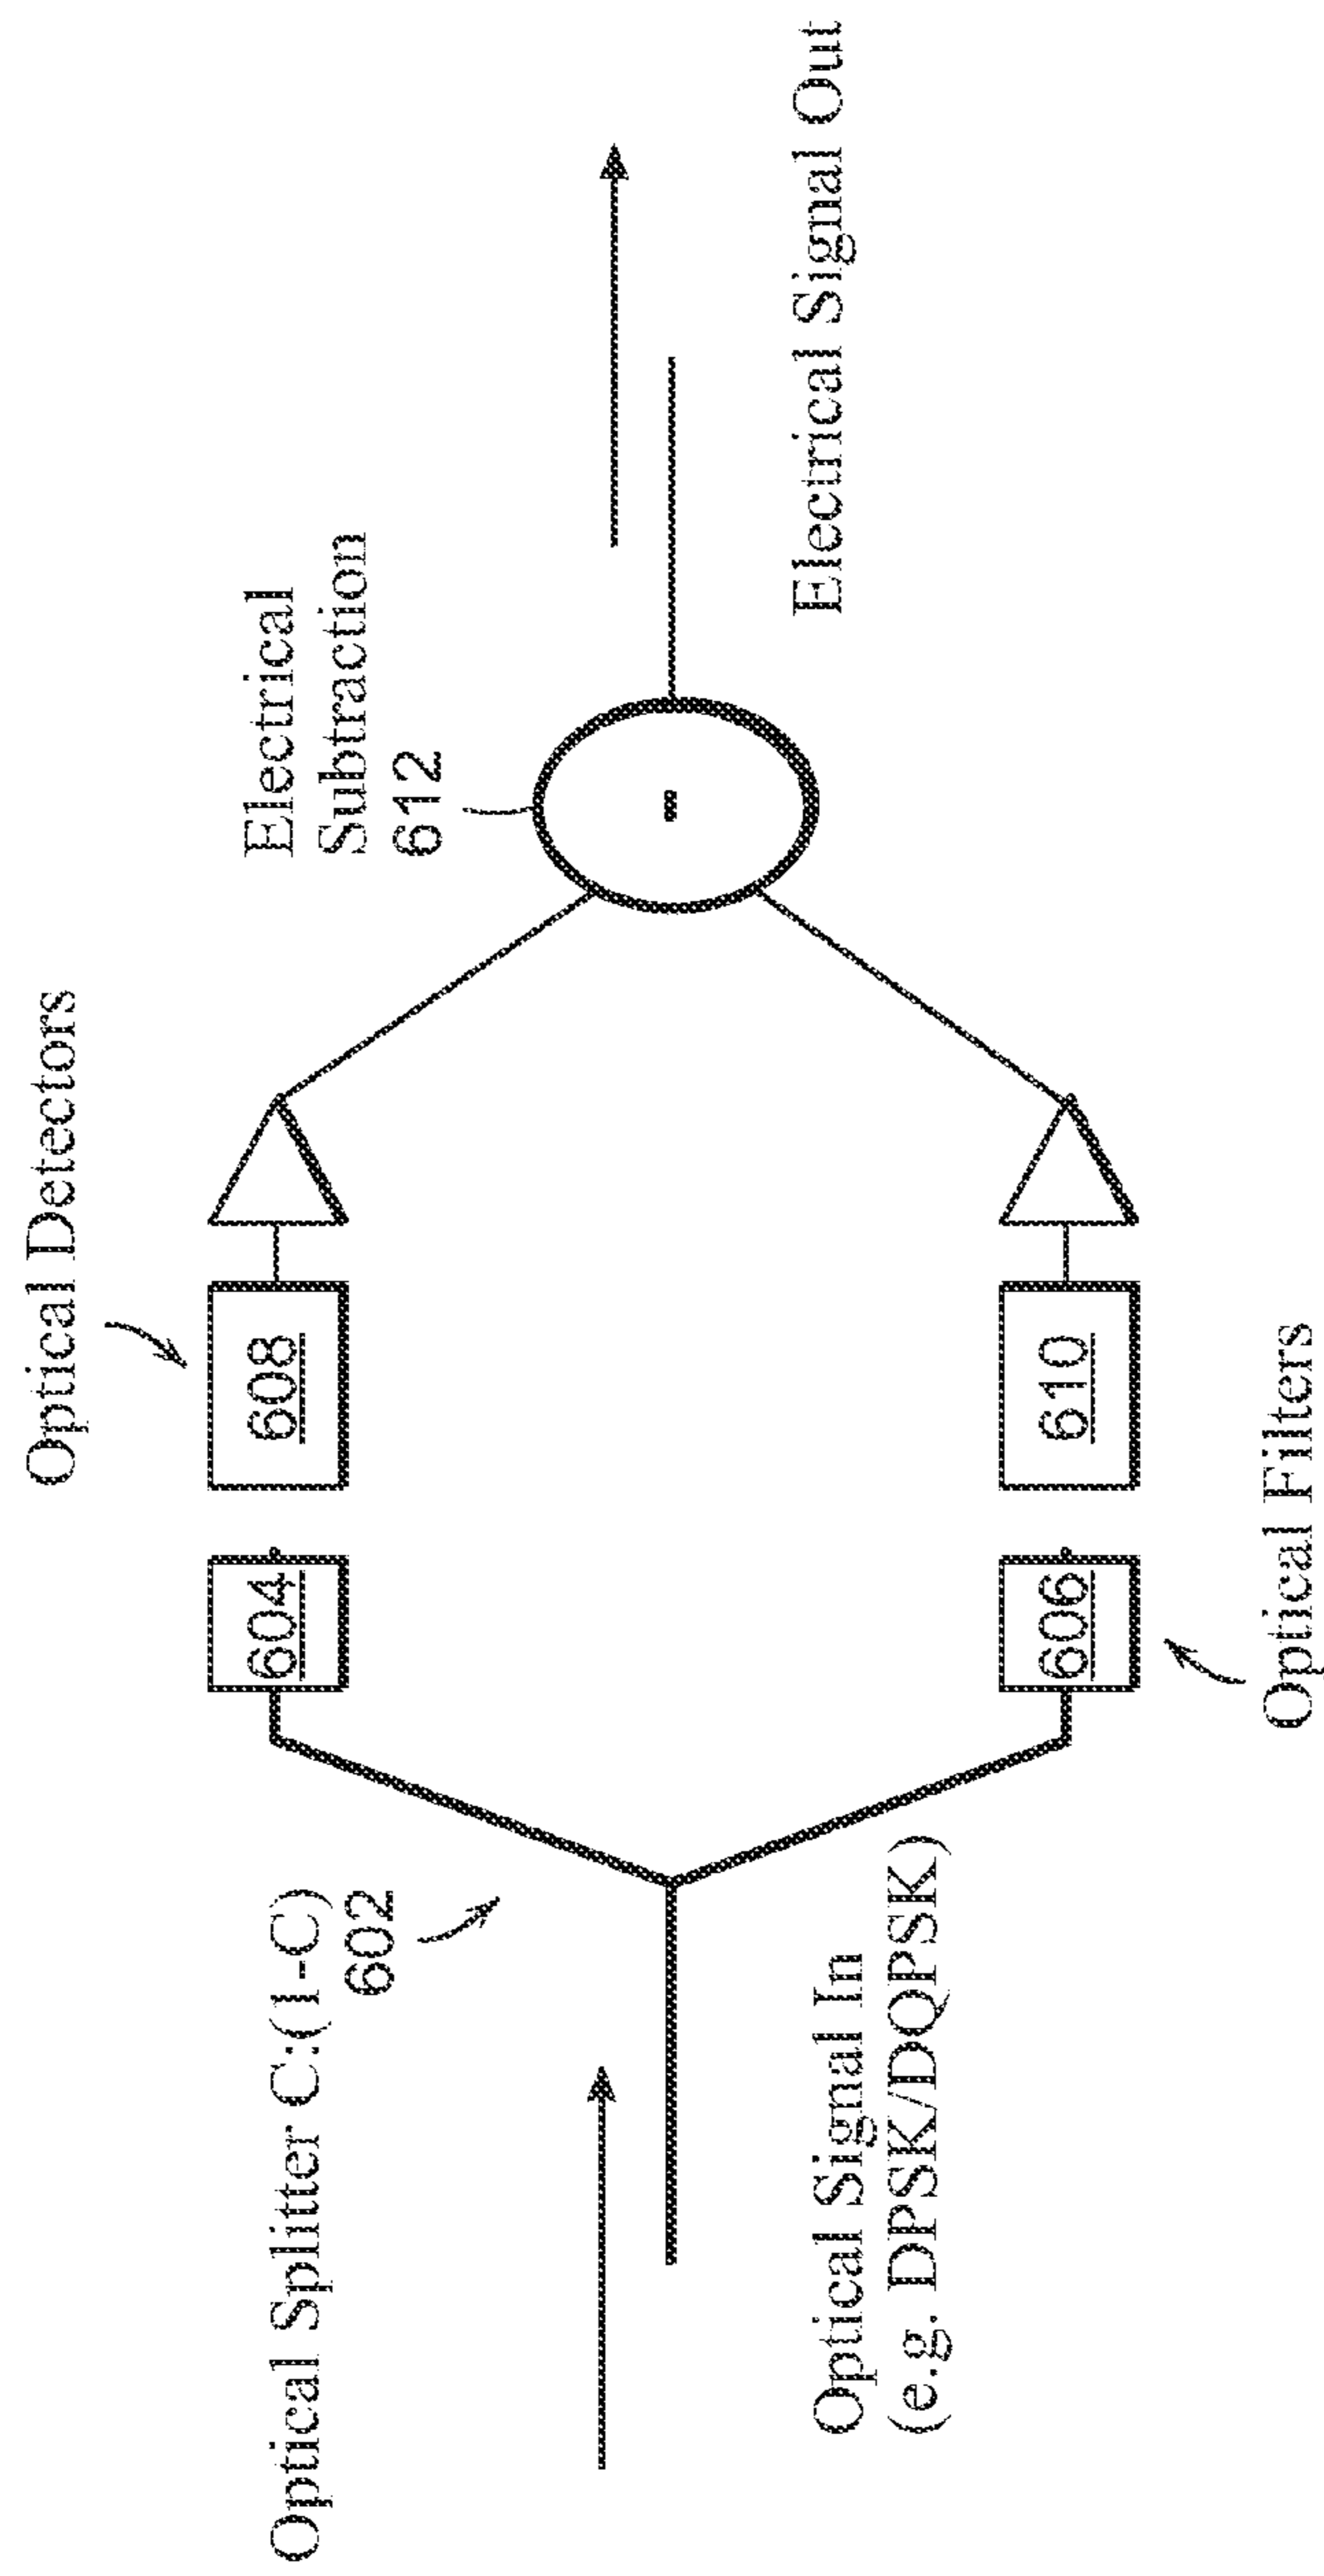 Optical Splitter C:(1-C)
602
Optical Signal In
(e.g. DPSK/DQPSK)
604
606
Optical Filters
Optical Detectors
608
610
Electrical
Subtraction
612
-
Electrical Signal Out